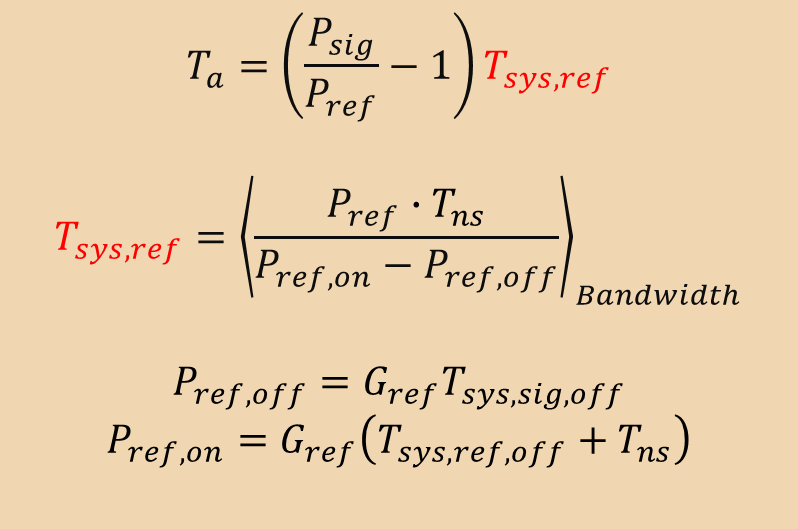 T_a = (P_sig / P_ref − 1) T_sys,ref
T_sys,ref = ⟨P_ref · T_ns / P_ref,on − P_ref,off⟩_Bandwidth
P_ref,off = G_ref T_sys,sig,off
P_ref,on = G_ref (T_sys,ref,off + T_ns)